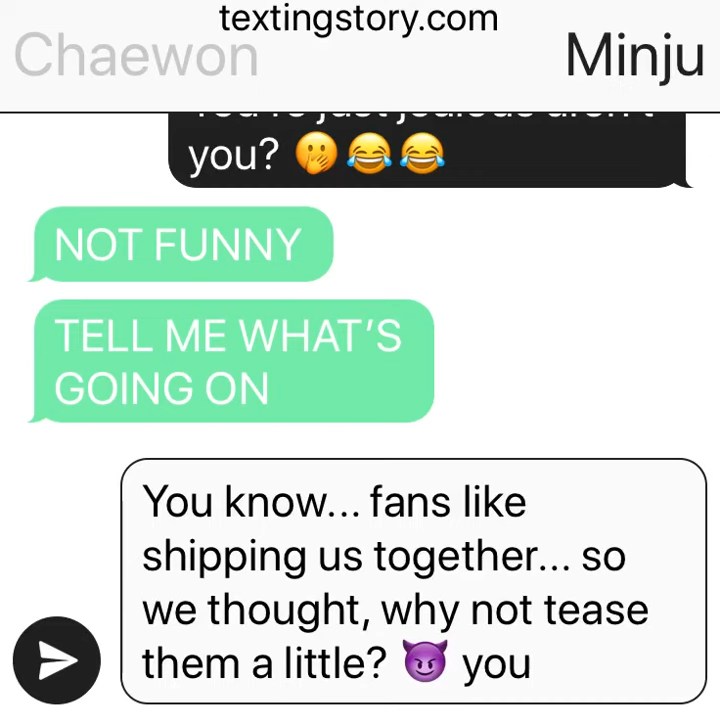 textingstory.com
Chaewon
Minju
you? 🤭😂😂
NOT FUNNY
TELL ME WHAT'S
GOING ON
You know... fans like
shipping us together... so
we thought, why not tease
them a little? 😈 you